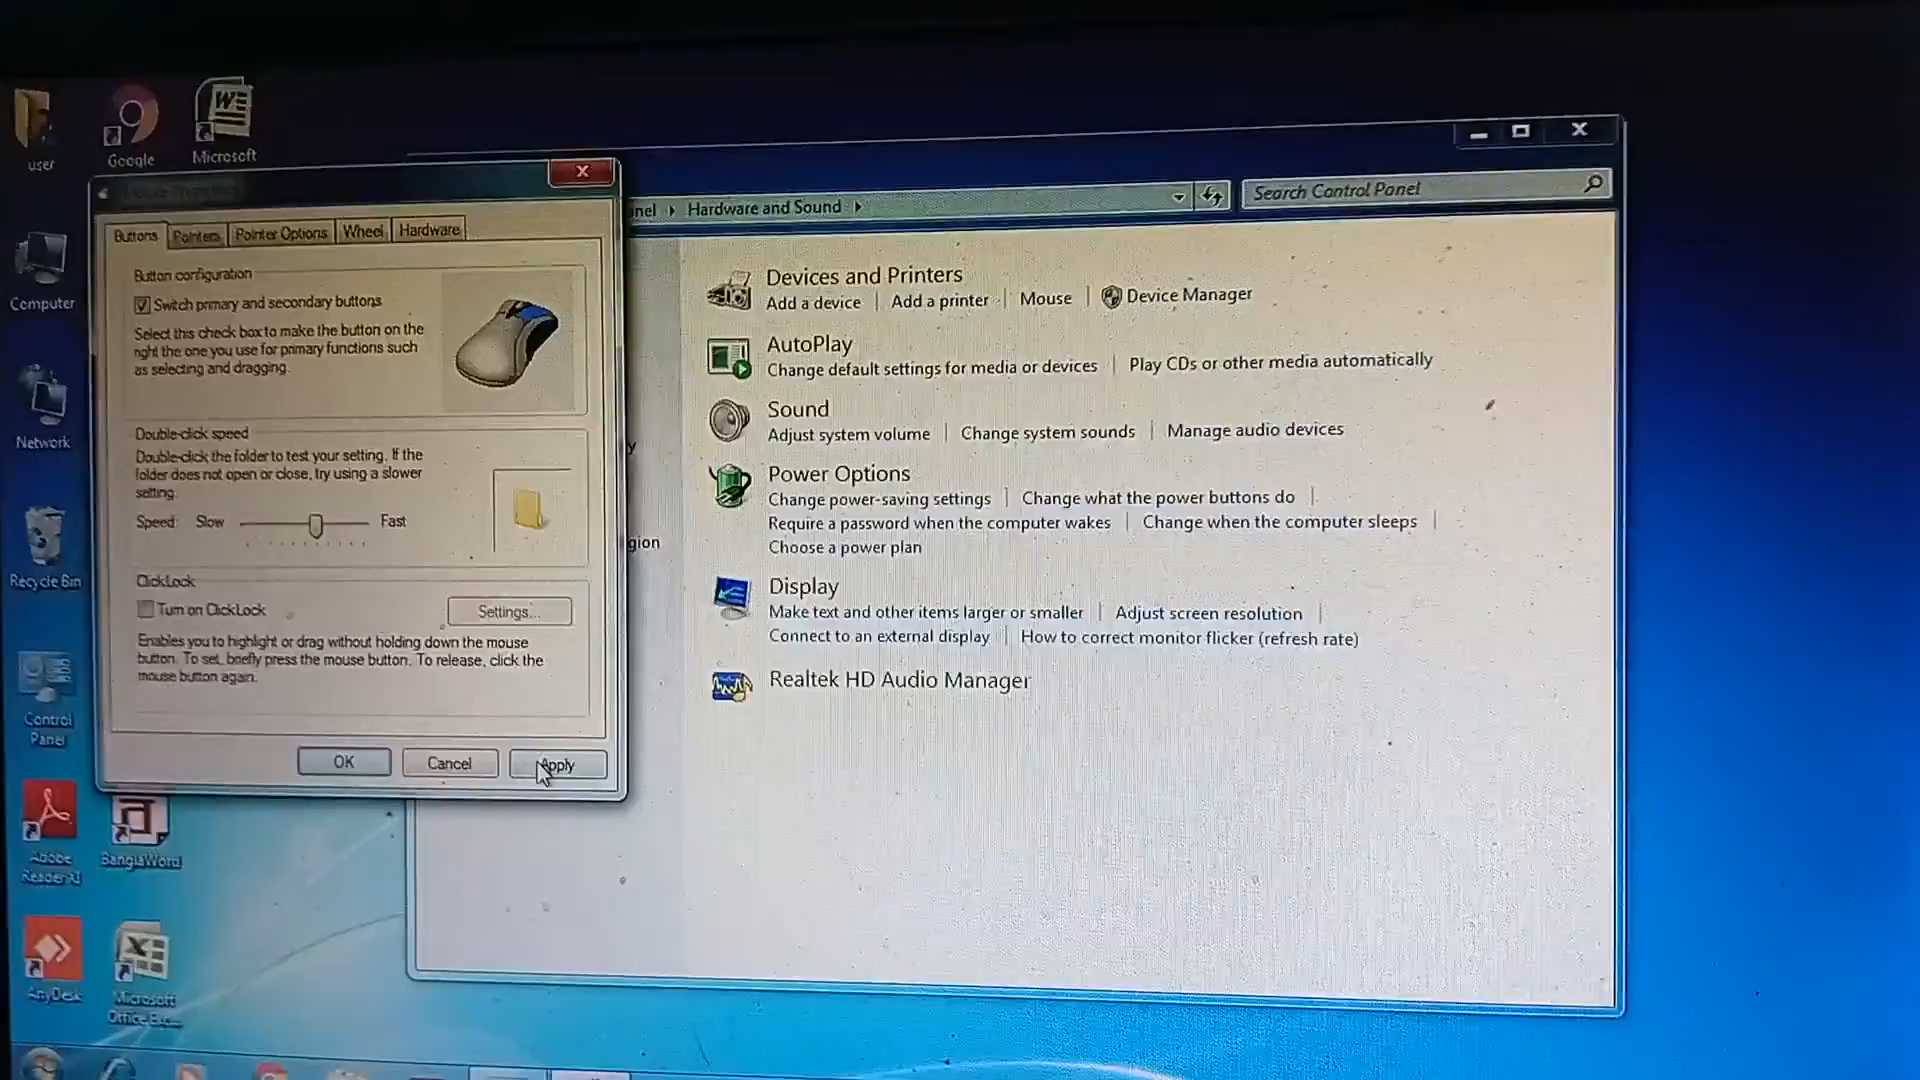 user
Google
Microsoft
Computer
Network
Recycle Bin
Control
Panel
Adobe
Reader XI
BanglaWord
AnyDesk
Microsoft
Office Ex...
Buttons
Pointers
Pointer Options
Wheel
Hardware
Button configuration
Switch primary and secondary buttons
Select this check box to make the button on the
right the one you use for primary functions such
as selecting and dragging.
Double-click speed
Double-click the folder to test your setting. If the
folder does not open or close, try using a slower
setting.
Speed: Slow Fast
ClickLock
Turn on ClickLock
Settings...
Enables you to highlight or drag without holding down the mouse
button. To set, briefly press the mouse button. To release, click the
mouse button again.
OK Cancel Apply
nel Hardware and Sound
Search Control Panel
y
gion
Devices and Printers
Add a device Add a printer Mouse Device Manager
AutoPlay
Change default settings for media or devices Play CDs or other media automatically
Sound
Adjust system volume Change system sounds Manage audio devices
Power Options
Change power-saving settings Change what the power buttons do
Require a password when the computer wakes Change when the computer sleeps
Choose a power plan
Display
Make text and other items larger or smaller Adjust screen resolution
Connect to an external display How to correct monitor flicker (refresh rate)
Realtek HD Audio Manager